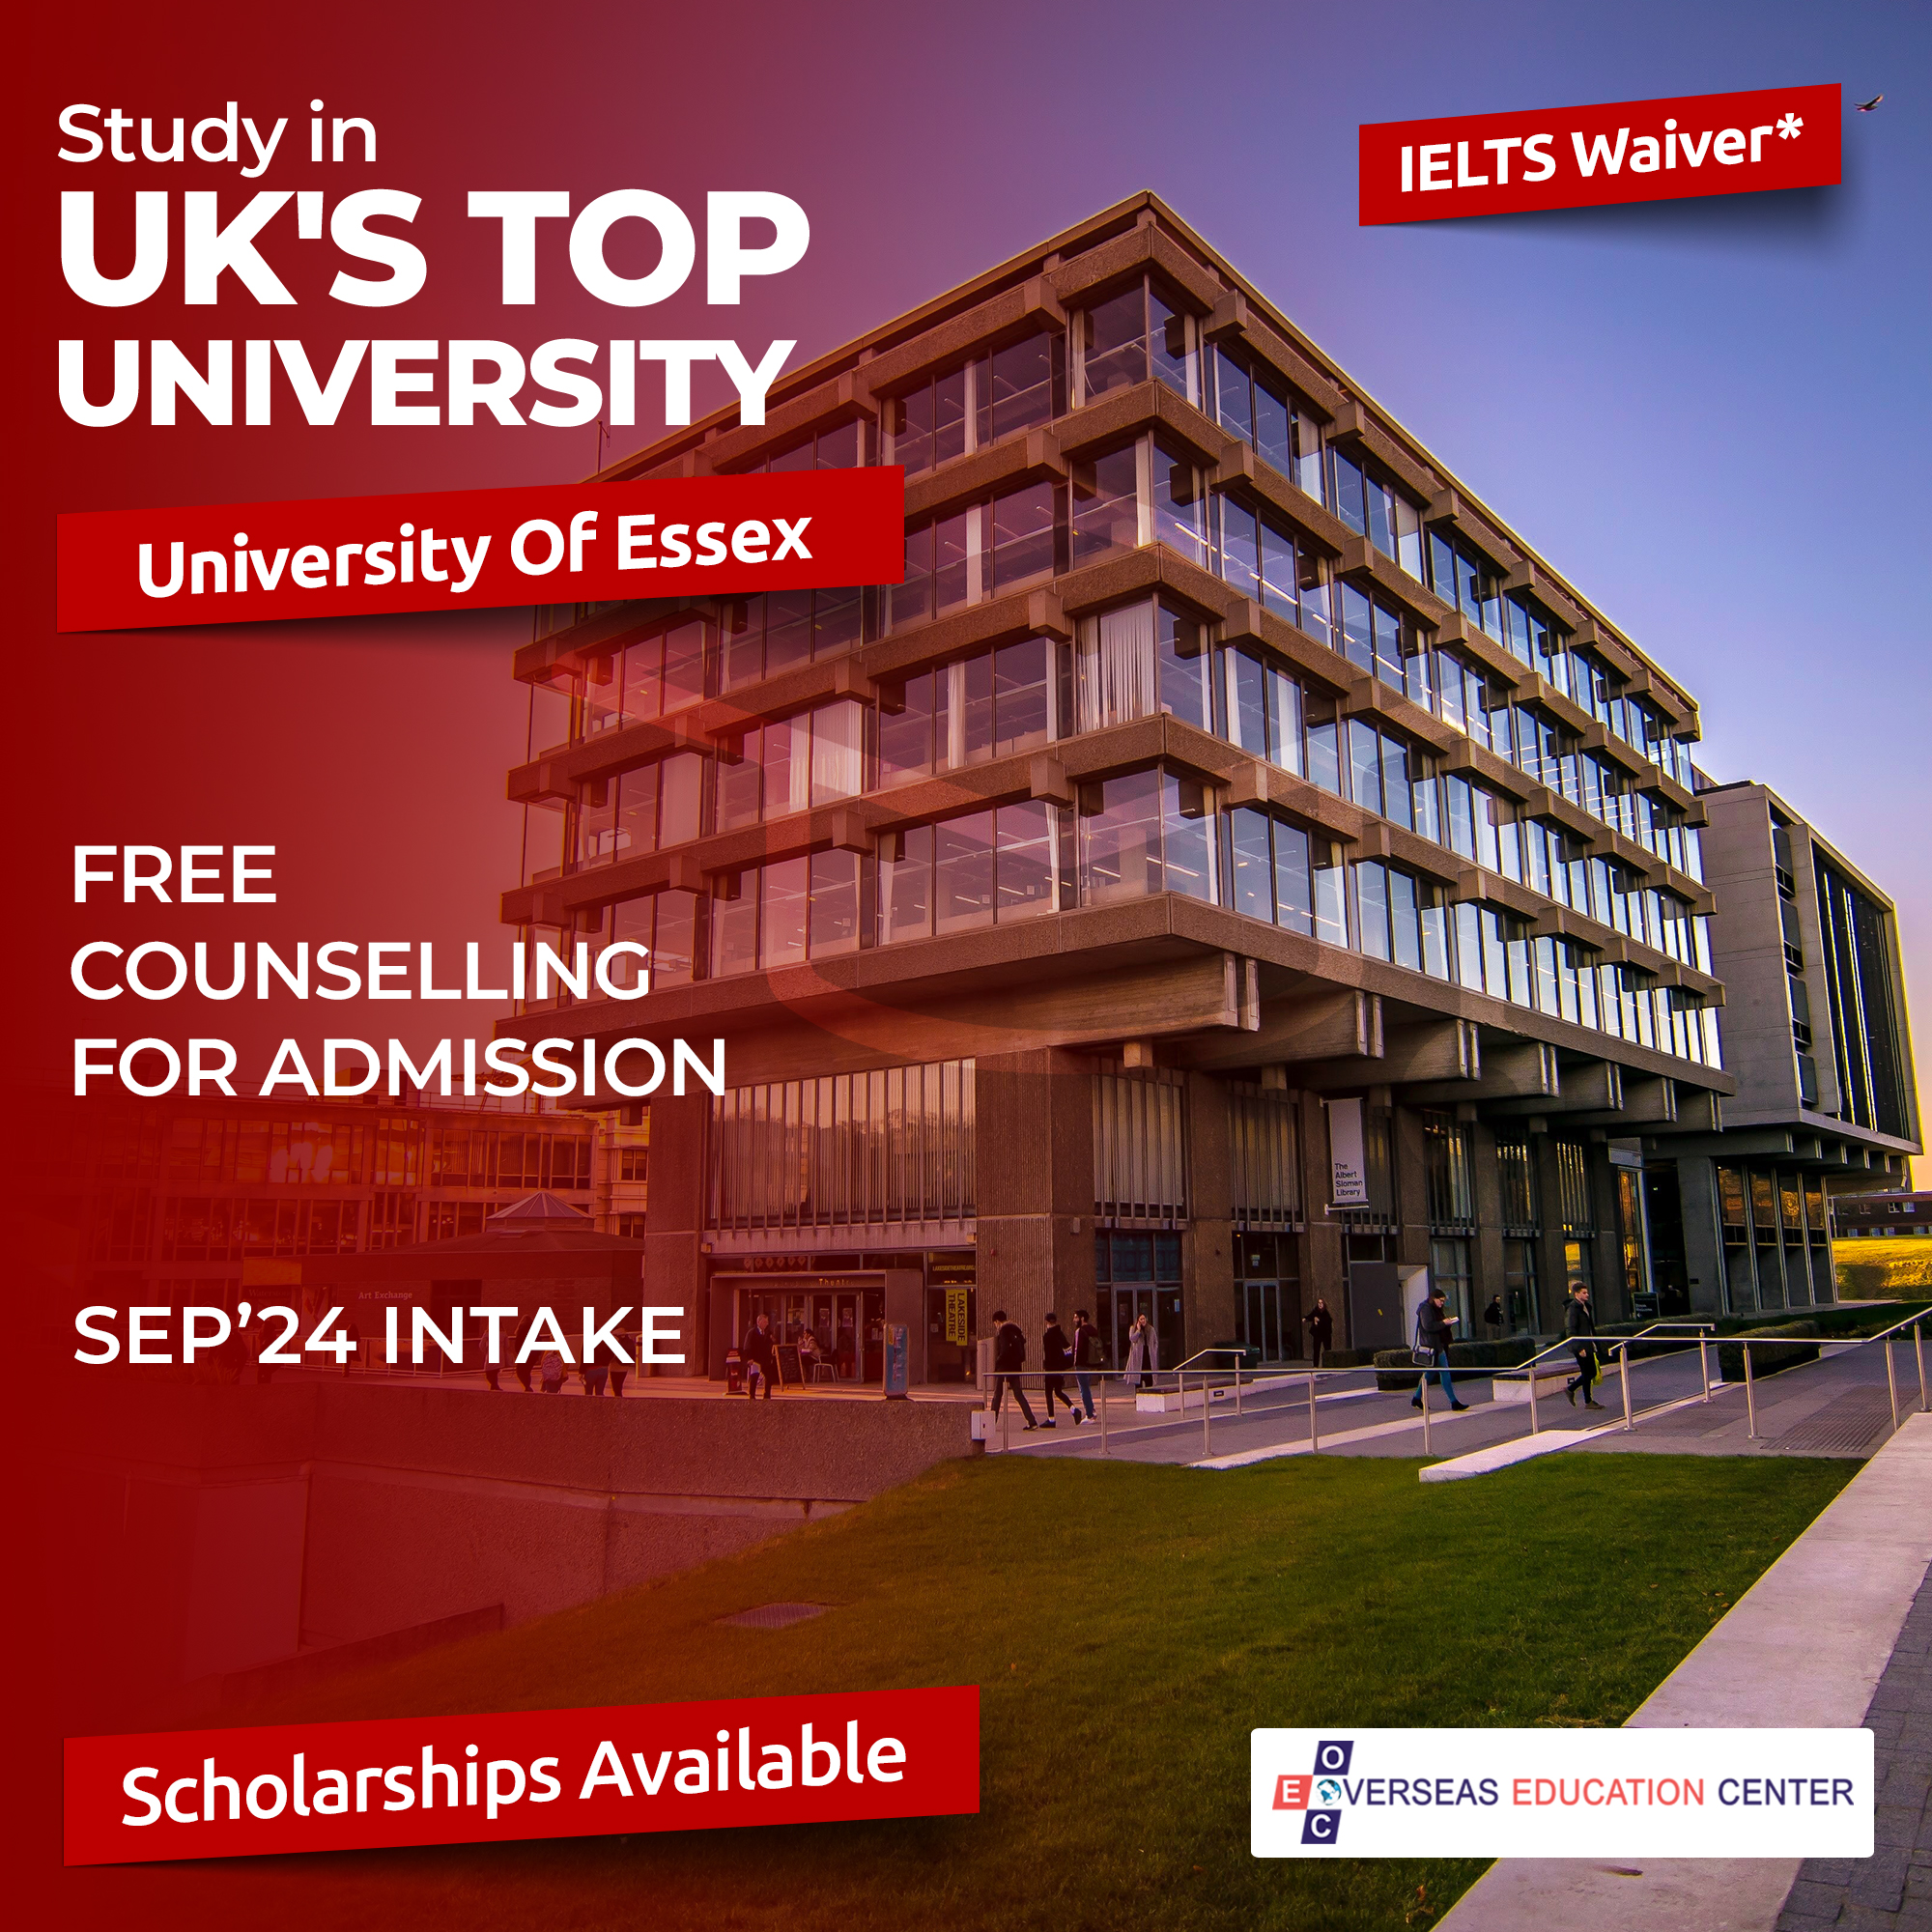 Study in
UK'S TOP
UNIVERSITY
IELTS Waiver*
University Of Essex
FREE
COUNSELLING
FOR ADMISSION
SEP’24 INTAKE
The
Albert
Sloman
Library
Art Exchange
LAKESIDE
THEATRE
Scholarships Available
O
E OVERSEAS EDUCATION CENTER
C